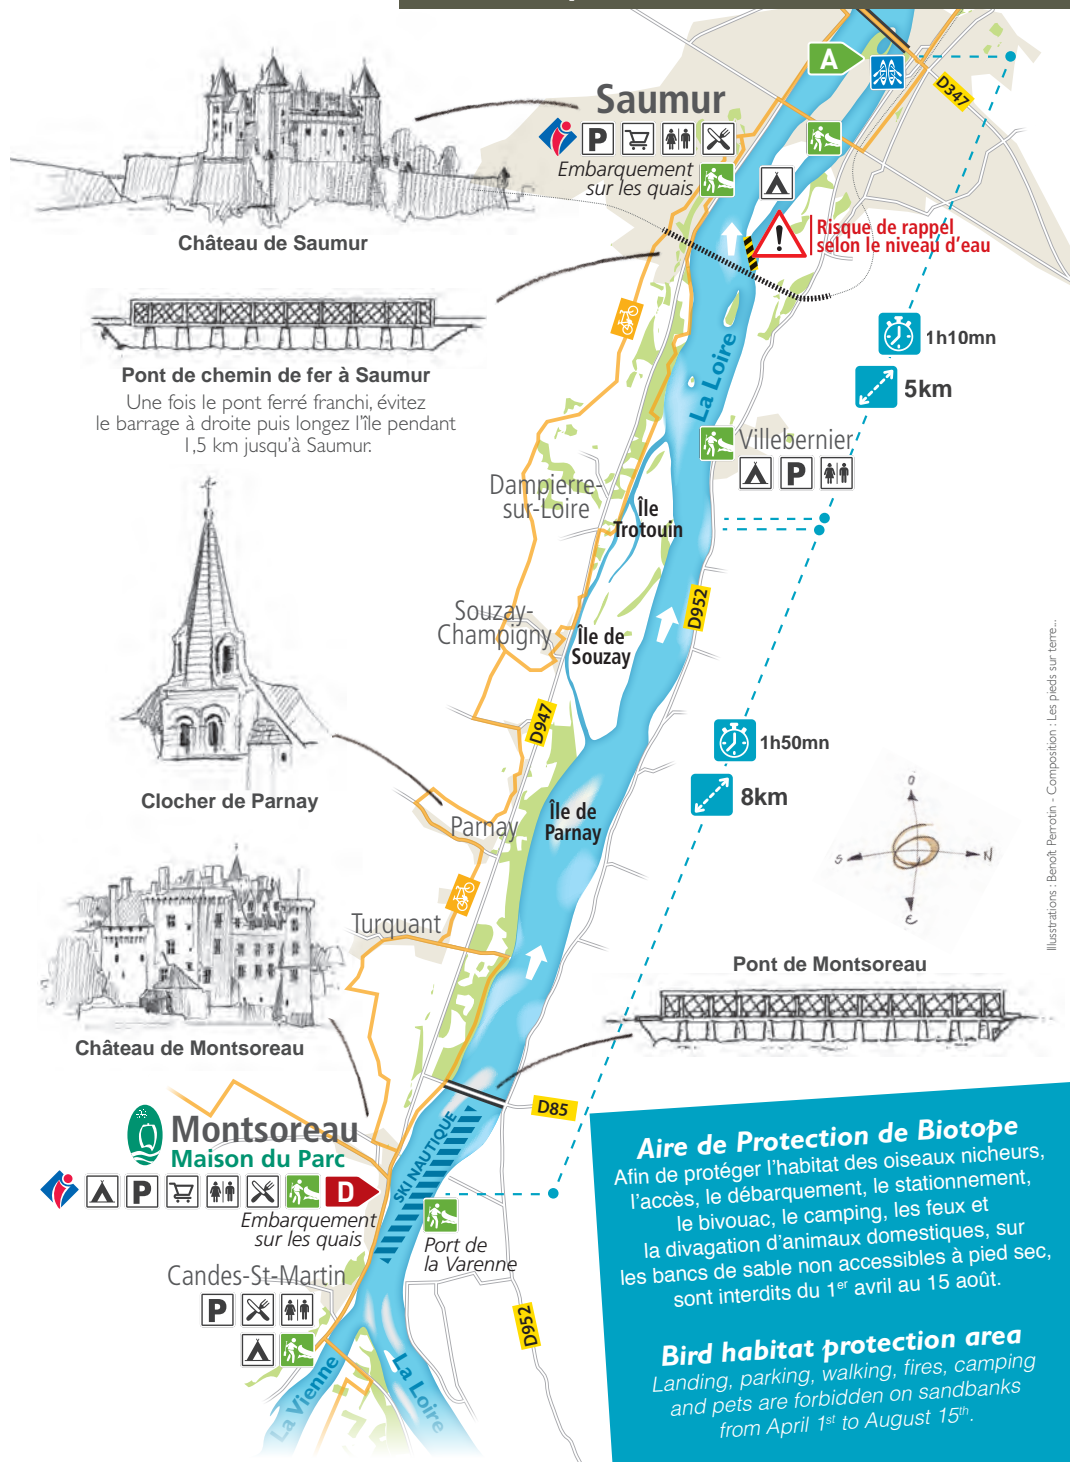 A
D347
Saumur
P
Embarquement
sur les quais
Château de Saumur
Risque de rappel
selon le niveau d'eau
Pont de chemin de fer à Saumur
Une fois le pont ferré franchi, évitez
le barrage à droite puis longez l'île pendant
1,5 km jusqu'à Saumur.
1h10mn
5km
La Loire
Villebernier
P
Dampierre-
sur-Loire
Île
Trotouin
D952
Souzay-
Champigny
Île de
Souzay
D947
1h50mn
8km
Clocher de Parnay
Île de
Parnay
Parnay
O
S
N
E
Illusstrations : Benoît Perrotin - Composition : Les pieds sur terre...
Turquant
Pont de Montsoreau
Château de Montsoreau
D85
Montsoreau
Maison du Parc
P
D
SKI NAUTIQUE
Embarquement
sur les quais
Port de
la Varenne
Candes-St-Martin
P
D952
La Vienne
La Loire
Aire de Protection de Biotope
Afin de protéger l'habitat des oiseaux nicheurs,
l'accès, le débarquement, le stationnement,
le bivouac, le camping, les feux et
la divagation d'animaux domestiques, sur
les bancs de sable non accessibles à pied sec,
sont interdits du 1er avril au 15 août.
Bird habitat protection area
Landing, parking, walking, fires, camping
and pets are forbidden on sandbanks
from April 1st to August 15th.